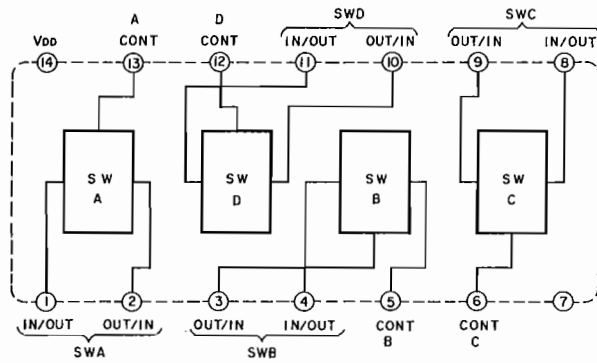 A D SWD SWC
VDD CONT CONT IN/OUT OUT/IN OUT/IN IN/OUT
14 13 12 11 10 9 8
SW SW SW SW
A D B C
1 2 3 4 5 6 7
IN/OUT OUT/IN OUT/IN IN/OUT CONT CONT
SWA SWB B C